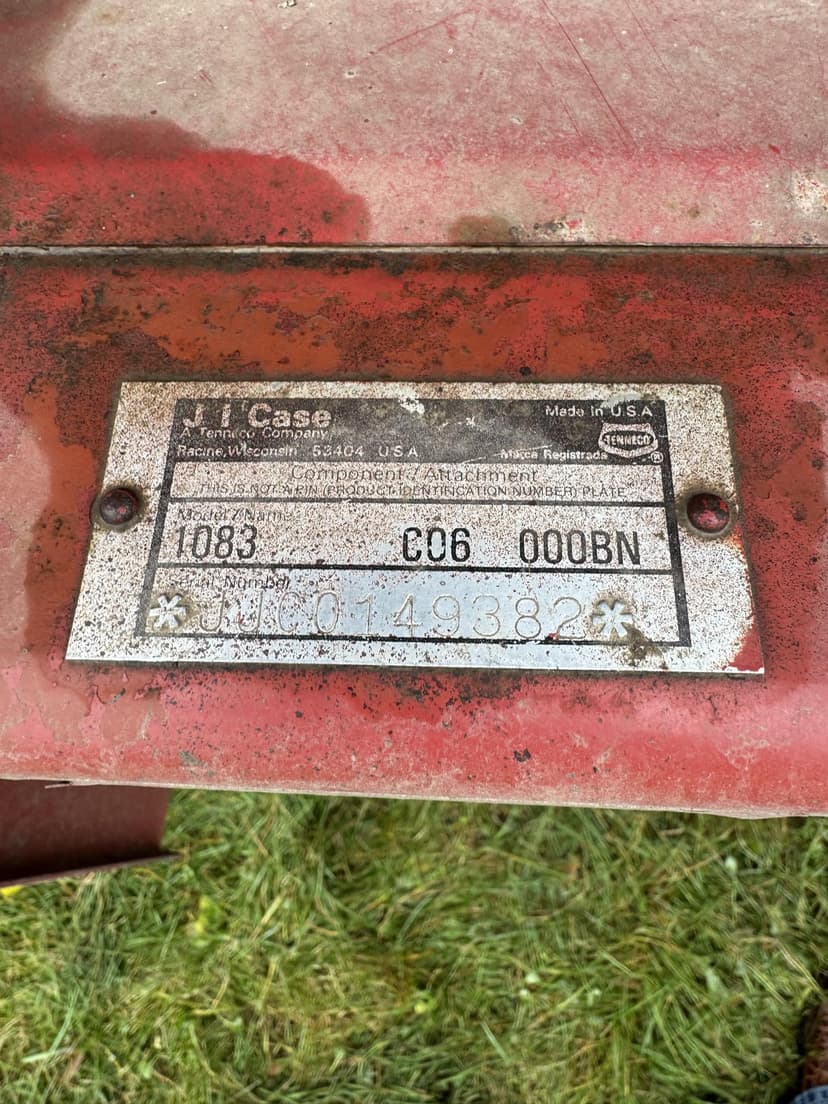 J I Case
A Tenneco Company
Racine, Wisconsin 53404 U.S.A
Made in U.S.A
TENNECO
®
Marca Registrada
Component / Attachment
THIS IS NOT A PIN (PRODUCT IDENTIFICATION NUMBER) PLATE
Model / Name
1083 C06 000BN
Serial Number
*JJC0149382*